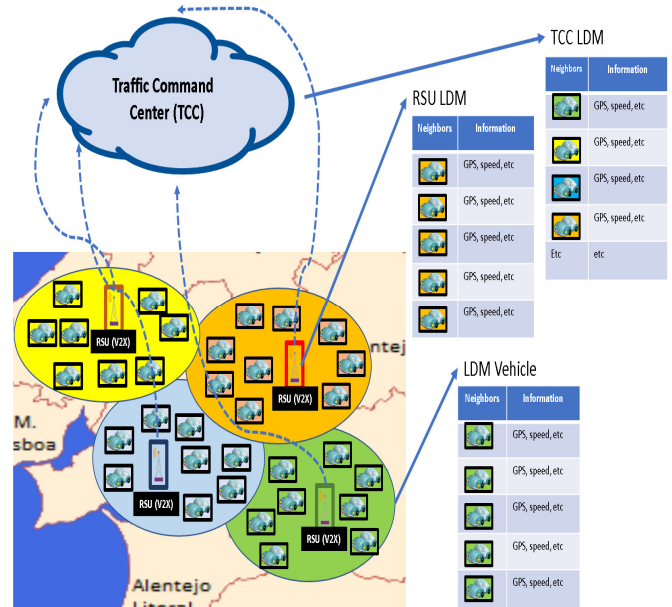 Traffic Command
Center (TCC)
TCC LDM
Neighbors Information
GPS, speed, etc
GPS, speed, etc
GPS, speed, etc
GPS, speed, etc
Etc etc
RSU LDM
Neighbors Information
GPS, speed, etc
GPS, speed, etc
GPS, speed, etc
GPS, speed, etc
GPS, speed, etc
RSU (V2X)
RSU (V2X)
RSU (V2X)
RSU (V2X)
ntej
M.
sboa
Alentejo
Litoral
LDM Vehicle
Neighbors Information
GPS, speed, etc
GPS, speed, etc
GPS, speed, etc
GPS, speed, etc
GPS, speed, etc